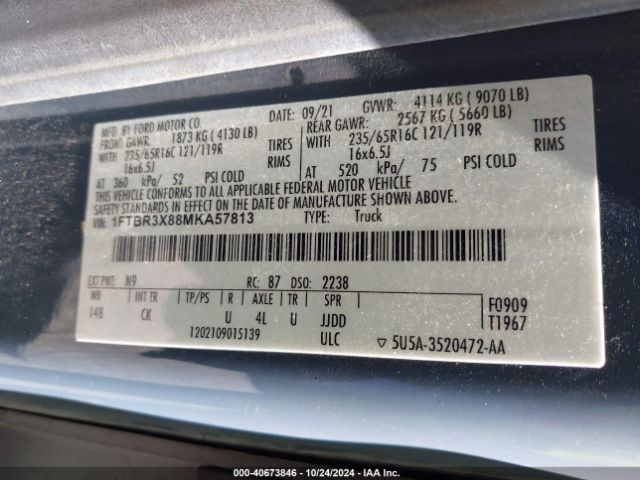 MFD. BY FORD MOTOR CO. DATE: 09/21 GVWR: 4114 KG ( 9070 LB)
FRONT GAWR: 1873 KG ( 4130 LB) REAR GAWR: 2567 KG ( 5660 LB)
WITH 235/65R16C 121/119R TIRES WITH 235/65R16C 121/119R TIRES
16x6.5J RIMS 16x6.5J RIMS
AT 360 kPa/ 52 PSI COLD AT 520 kPa/ 75 PSI COLD
THIS VEHICLE CONFORMS TO ALL APPLICABLE FEDERAL MOTOR VEHICLE
SAFETY STANDARDS IN EFFECT ON THE DATE OF MANUFACTURE SHOWN ABOVE.
VIN: 1FTBR3X88MKA57813 TYPE: Truck
EXT PNT: N9 RC: 87 DSO: 2238
WB INT TR TP/PS R AXLE TR SPR F0909
14B CK U 4L U JJDD T1967
1202109015139 ULC 5U5A-3520472-AA
000-40673846 - 10/24/2024 - IAA Inc.